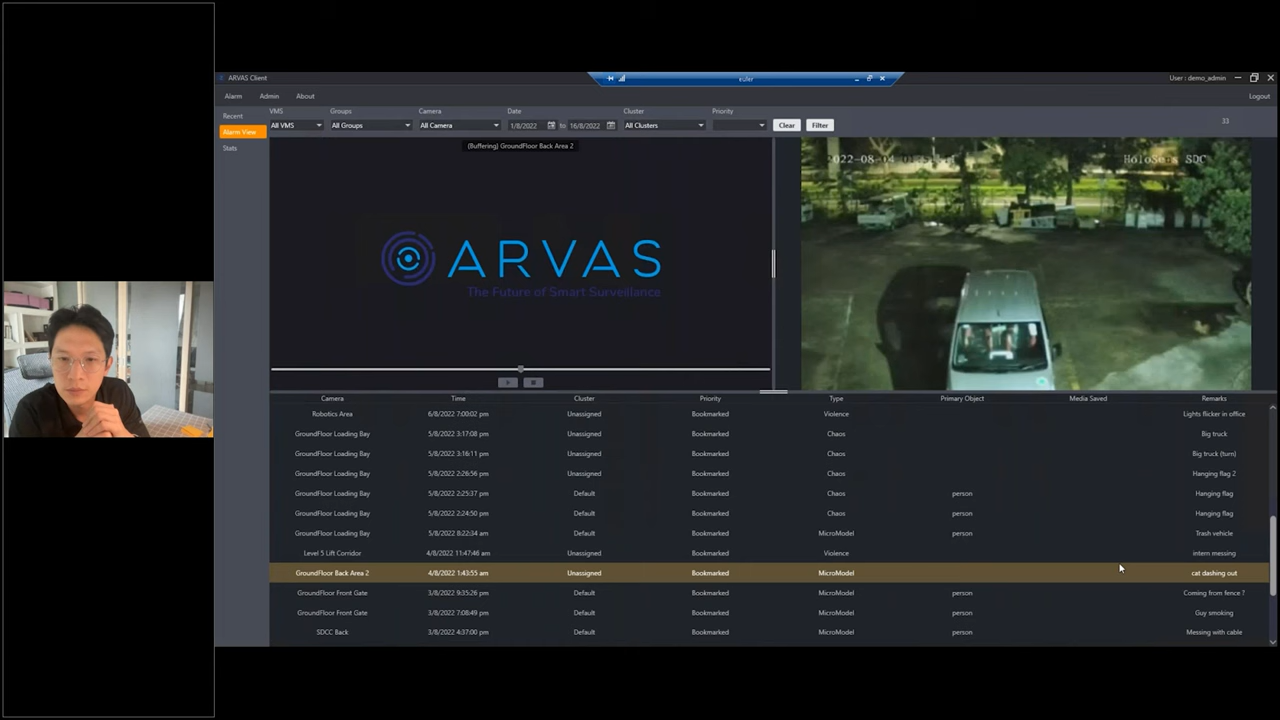 ARVAS Client
euler
User : demo_admin
Alarm Admin About
Logout
Recent
Alarm View
Stats
VMS Groups Camera Date Cluster Priority
All VMS All Groups All Camera 1/8/2022 to 16/8/2022 All Clusters Clear Filter
33
(Buffering) GroundFloor Back Area 2
ARVAS
The Future of Smart Surveillance
HoloSe
SDC
Camera Time Cluster Priority Type Primary Object Media Saved Remarks
Robotics Area 6/8/2022 7:00:02 pm Unassigned Bookmarked Violence Lights flicker in office
GroundFloor Loading Bay 5/8/2022 3:17:08 pm Unassigned Bookmarked Chaos Big truck
GroundFloor Loading Bay 5/8/2022 3:16:11 pm Unassigned Bookmarked Chaos Big truck (turn)
GroundFloor Loading Bay 5/8/2022 2:26:56 pm Unassigned Bookmarked Chaos Hanging flag 2
GroundFloor Loading Bay 5/8/2022 2:25:37 pm Default Bookmarked Chaos person Hanging flag
GroundFloor Loading Bay 5/8/2022 2:24:50 pm Default Bookmarked Chaos person Hanging flag
GroundFloor Loading Bay 5/8/2022 8:22:34 am Default Bookmarked MicroModel person Trash vehicle
Level 5 Lift Corridor 4/8/2022 11:47:46 am Unassigned Bookmarked Violence intern messing
GroundFloor Back Area 2 4/8/2022 1:43:55 am Unassigned Bookmarked MicroModel cat dashing out
GroundFloor Front Gate 3/8/2022 9:35:26 pm Default Bookmarked MicroModel person Coming from fence ?
GroundFloor Front Gate 3/8/2022 7:08:49 pm Default Bookmarked MicroModel person Guy smoking
SDCC Back 3/8/2022 4:37:00 pm Default Bookmarked MicroModel person Messing with cable